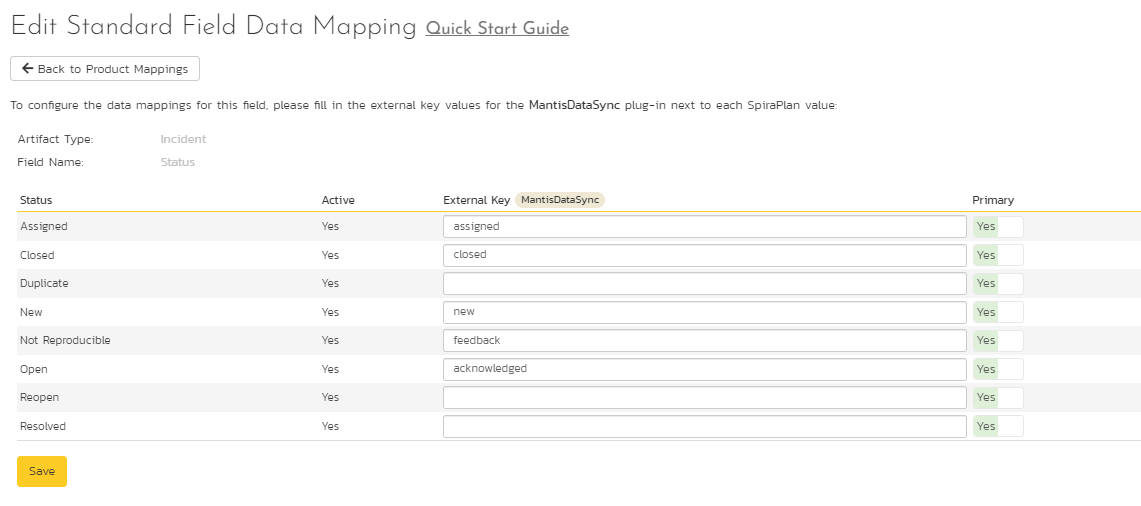 Edit Standard Field Data Mapping Quick Start Guide
Back to Product Mappings
To configure the data mappings for this field, please fill in the external key values for the MantisDataSync plug-in next to each SpiraPlan value:
Artifact Type: Incident
Field Name: Status
Status Active External Key MantisDataSync Primary
Assigned Yes assigned Yes
Closed Yes closed Yes
Duplicate Yes Yes
New Yes new Yes
Not Reproducible Yes feedback Yes
Open Yes acknowledged Yes
Reopen Yes Yes
Resolved Yes Yes
Save